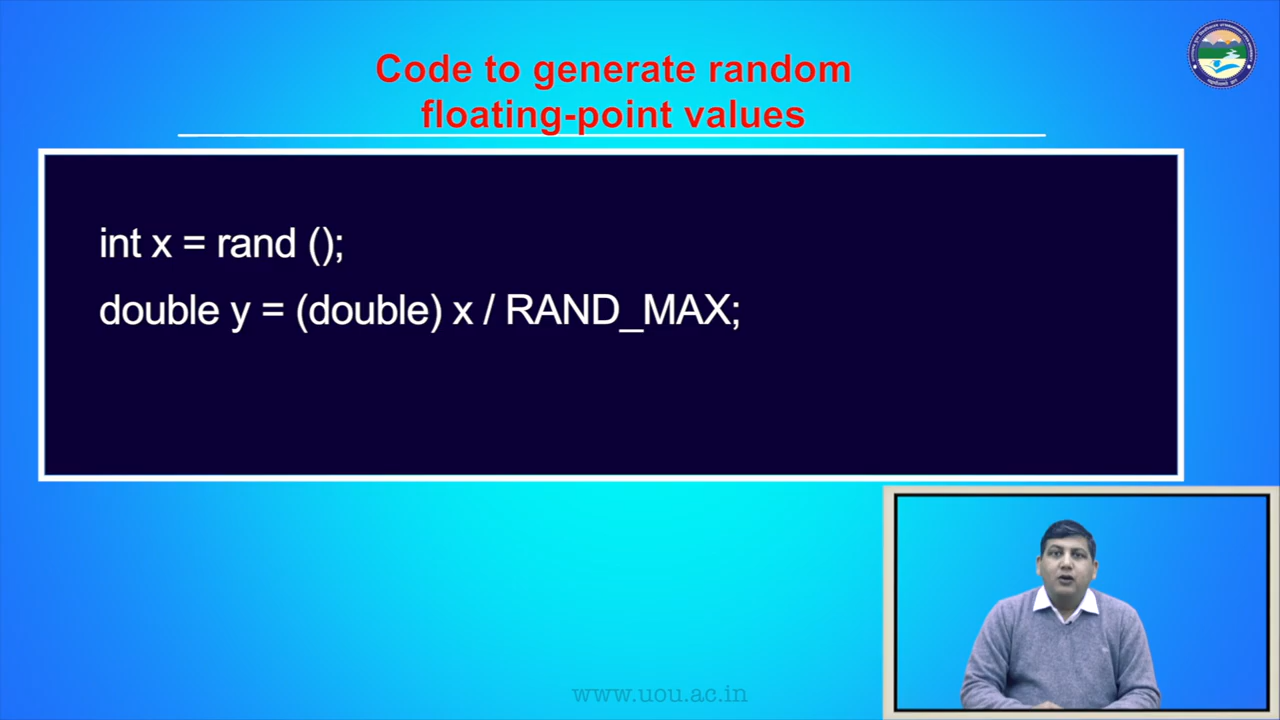 Code to generate random
floating-point values
int x = rand ();
double y = (double) x / RAND_MAX;
www.uou.ac.in